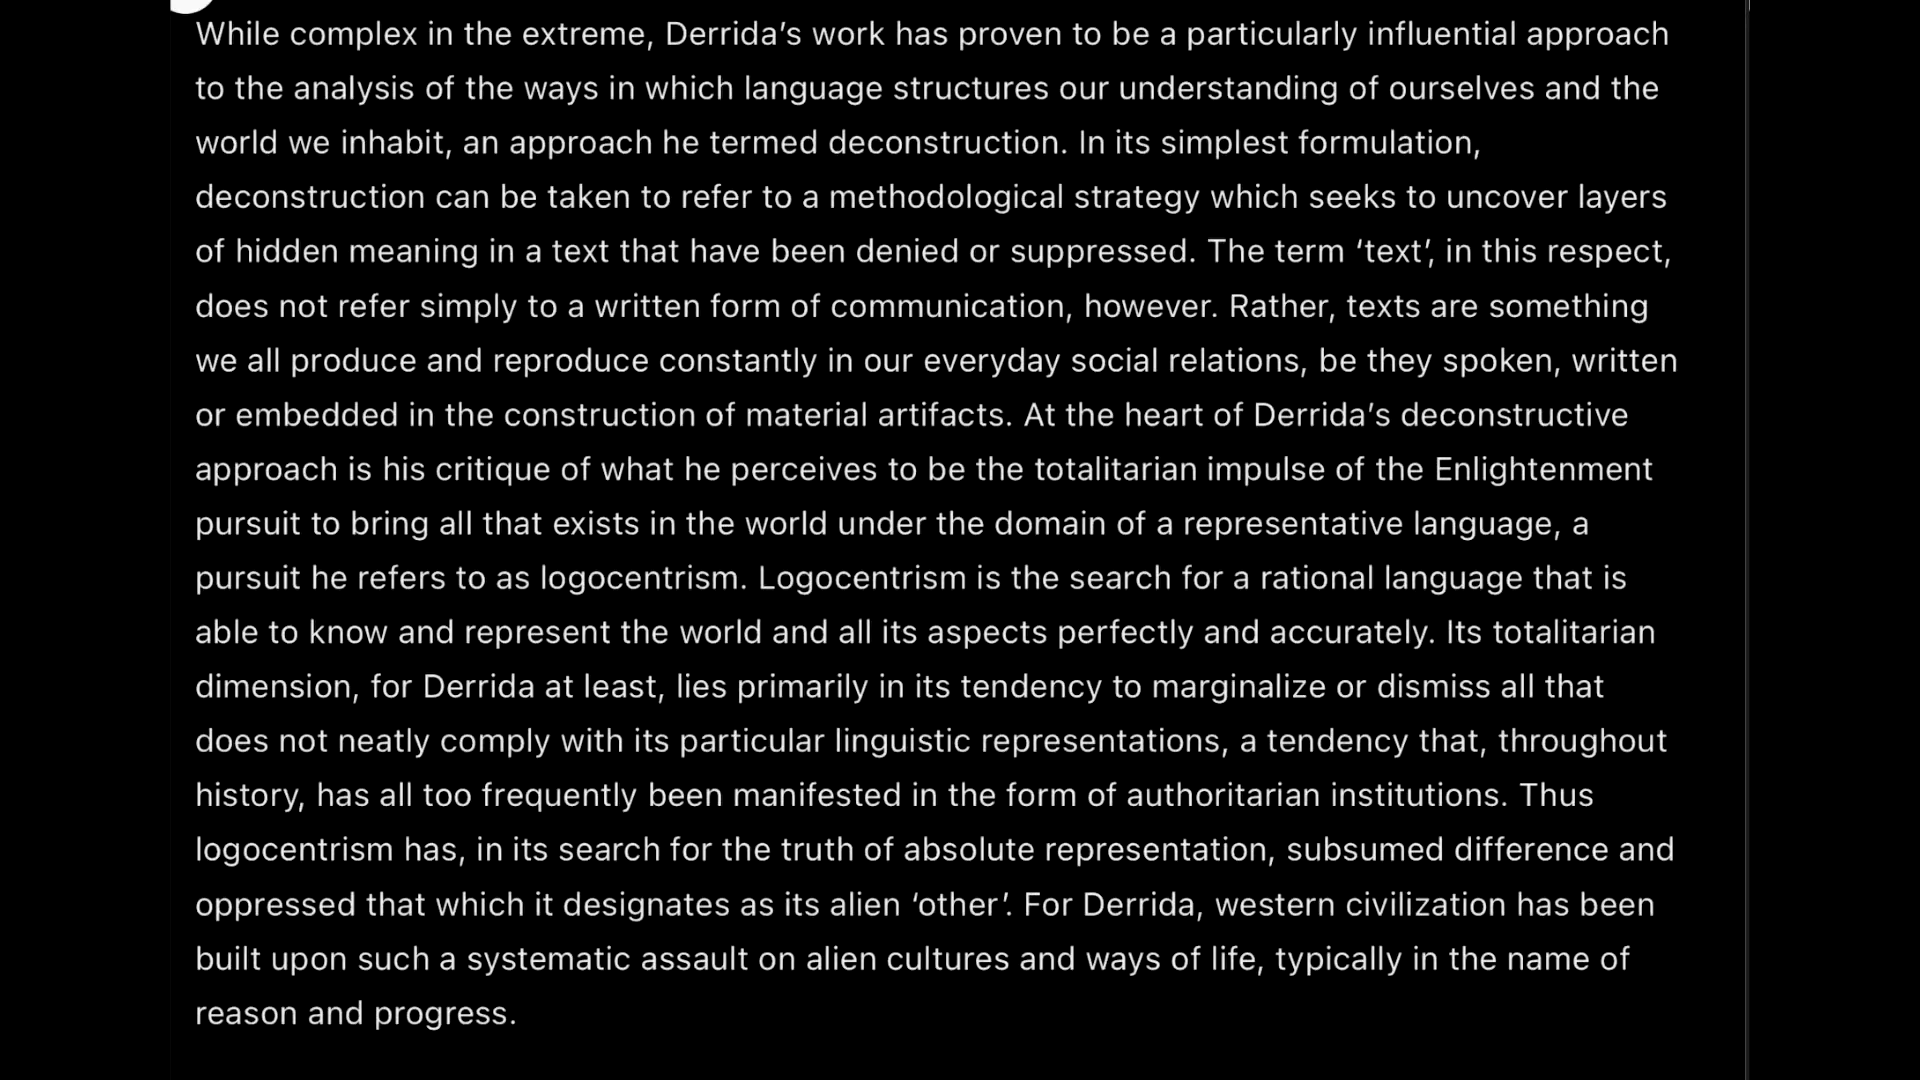 While complex in the extreme, Derrida’s work has proven to be a particularly influential approach
to the analysis of the ways in which language structures our understanding of ourselves and the
world we inhabit, an approach he termed deconstruction. In its simplest formulation,
deconstruction can be taken to refer to a methodological strategy which seeks to uncover layers
of hidden meaning in a text that have been denied or suppressed. The term ‘text’, in this respect,
does not refer simply to a written form of communication, however. Rather, texts are something
we all produce and reproduce constantly in our everyday social relations, be they spoken, written
or embedded in the construction of material artifacts. At the heart of Derrida’s deconstructive
approach is his critique of what he perceives to be the totalitarian impulse of the Enlightenment
pursuit to bring all that exists in the world under the domain of a representative language, a
pursuit he refers to as logocentrism. Logocentrism is the search for a rational language that is
able to know and represent the world and all its aspects perfectly and accurately. Its totalitarian
dimension, for Derrida at least, lies primarily in its tendency to marginalize or dismiss all that
does not neatly comply with its particular linguistic representations, a tendency that, throughout
history, has all too frequently been manifested in the form of authoritarian institutions. Thus
logocentrism has, in its search for the truth of absolute representation, subsumed difference and
oppressed that which it designates as its alien ‘other’. For Derrida, western civilization has been
built upon such a systematic assault on alien cultures and ways of life, typically in the name of
reason and progress.